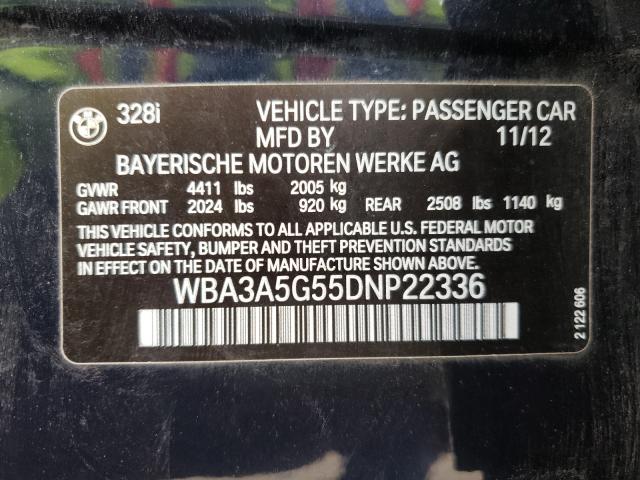 328i VEHICLE TYPE: PASSENGER CAR
MFD BY 11/12
BAYERISCHE MOTOREN WERKE AG
GVWR 4411 lbs 2005 kg
GAWR FRONT 2024 lbs 920 kg REAR 2508 lbs 1140 kg
THIS VEHICLE CONFORMS TO ALL APPLICABLE U.S. FEDERAL MOTOR
VEHICLE SAFETY, BUMPER AND THEFT PREVENTION STANDARDS
IN EFFECT ON THE DATE OF MANUFACTURE SHOWN ABOVE.
WBA3A5G55DNP22336
2 122 606